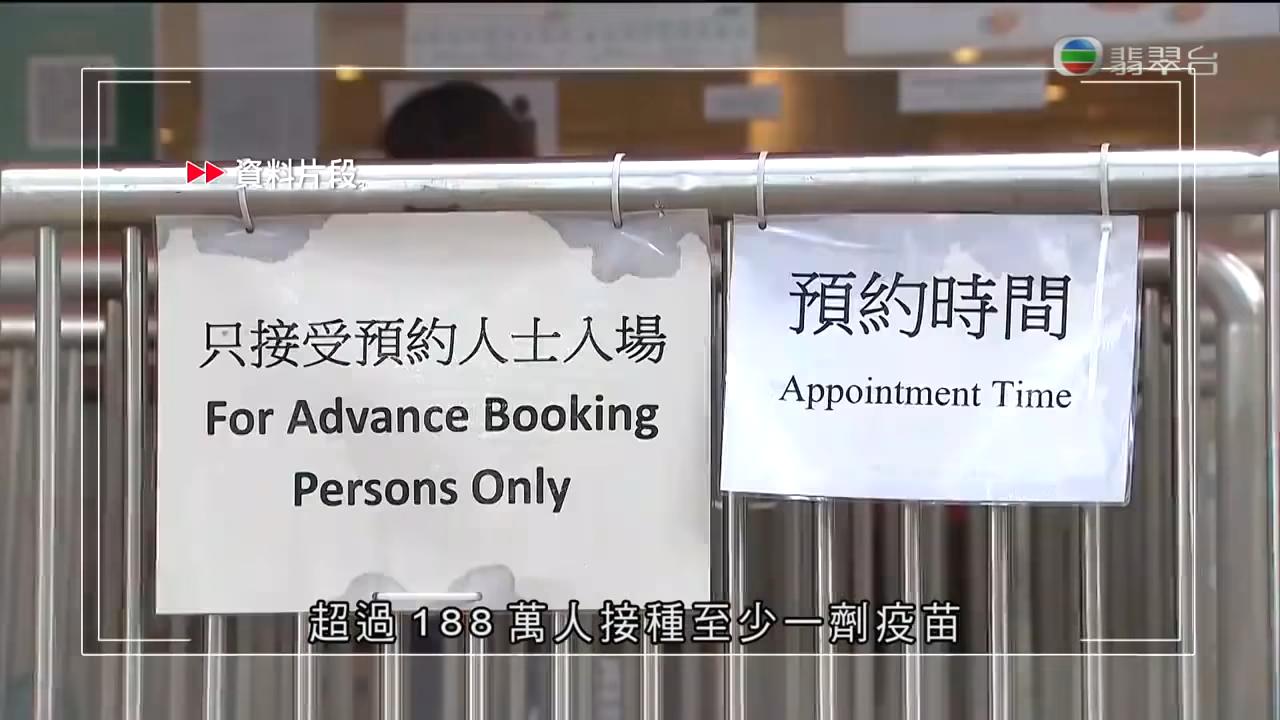 翡翠台
資料片段
只接受預約人士入場
For Advance Booking
Persons Only
預約時間
Appointment Time
超過188萬人接種至少一劑疫苗